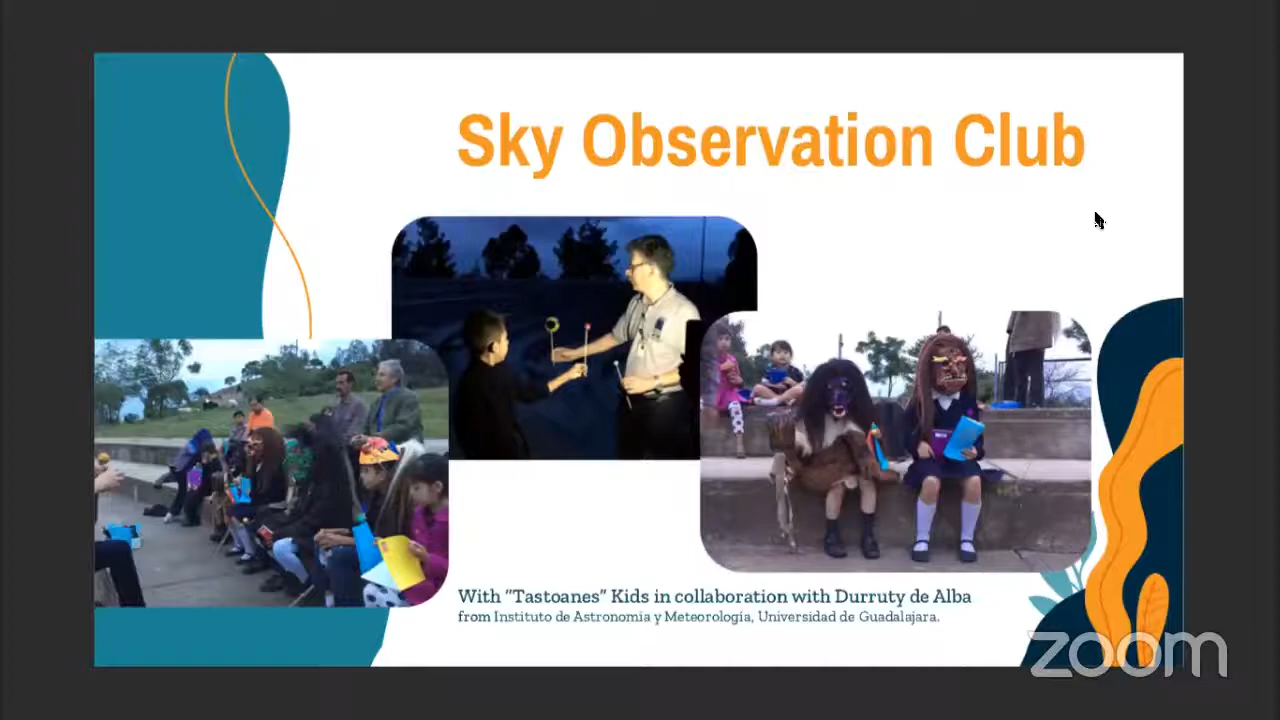 Sky Observation Club
With “Tastoanes” Kids in collaboration with Durruty de Alba
from Instituto de Astronomía y Meteorología, Universidad de Guadalajara.
zoom